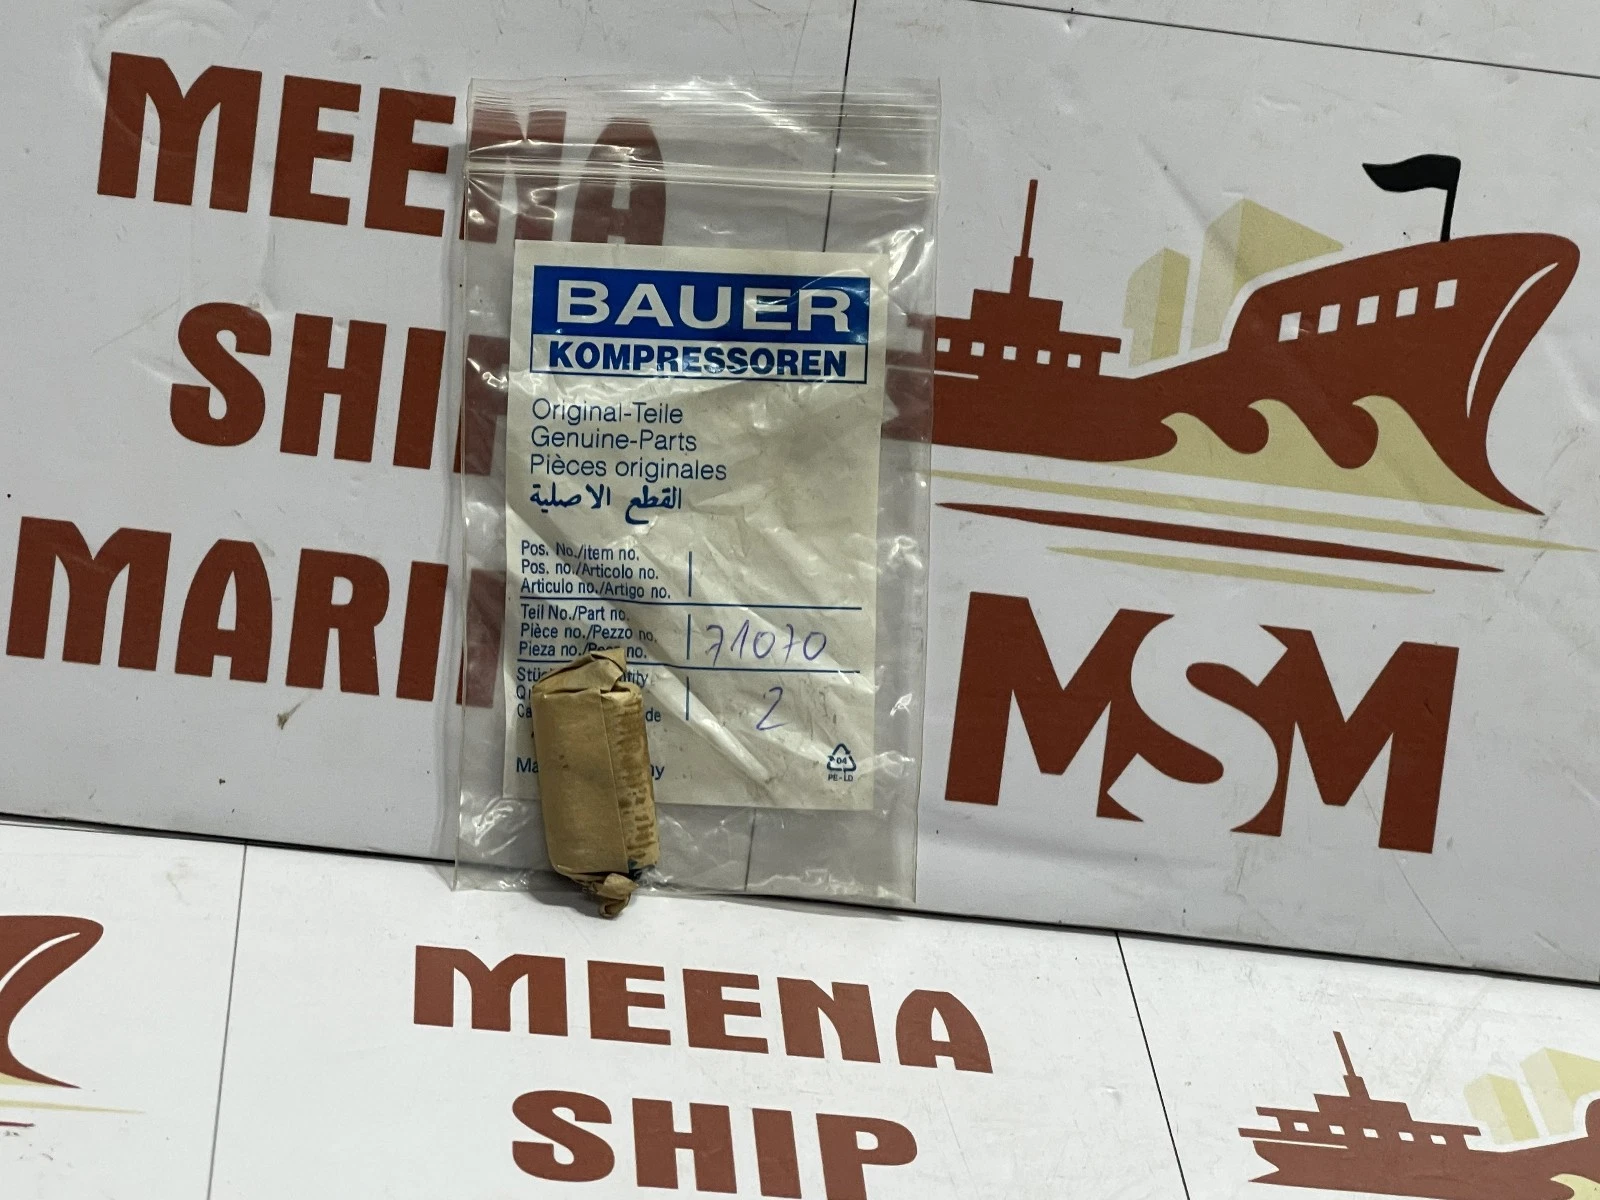 MEENA
SHI
MARI
BAUER
KOMPRESSOREN
Original-Teile
Genuine-Parts
Pièces originales
القطع الاصلية
Pos. No./item no.
Pos. no./Articolo no.
Articulo no./Artigo no.
Teil No./Part no.
Pièce no./Pezzo no.
Pieza no./ no.
71070
2
04
PE-LD
MSM
MEENA
SHIP